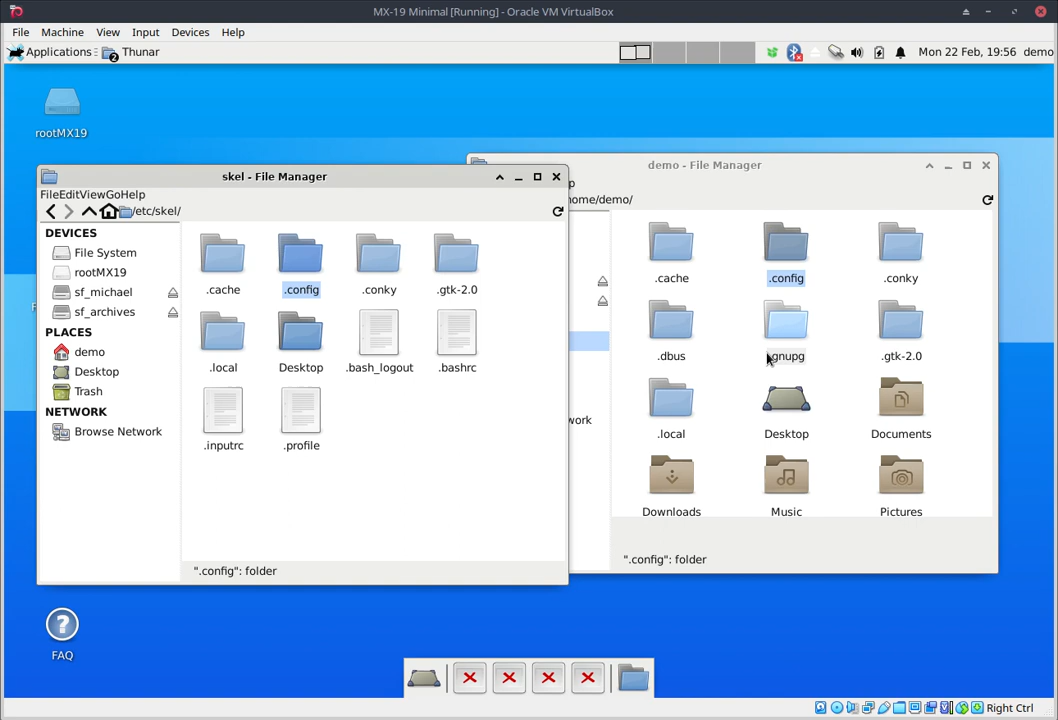 MX-19 Minimal [Running] - Oracle VM VirtualBox
File Machine View Input Devices Help
Applications 2 Thunar Mon 22 Feb, 19:56 demo
rootMX19
skel - File Manager
FileEditViewGoHelp
/etc/skel/
DEVICES
File System
rootMX19
sf_michael
sf_archives
PLACES
demo
Desktop
Trash
NETWORK
Browse Network
.cache .config .conky .gtk-2.0
.local Desktop .bash_logout .bashrc
.inputrc .profile
".config": folder
demo - File Manager
p
home/demo/
work
.cache .config .conky
.dbus .gnupg .gtk-2.0
.local Desktop Documents
Downloads Music Pictures
".config": folder
?
FAQ
Right Ctrl